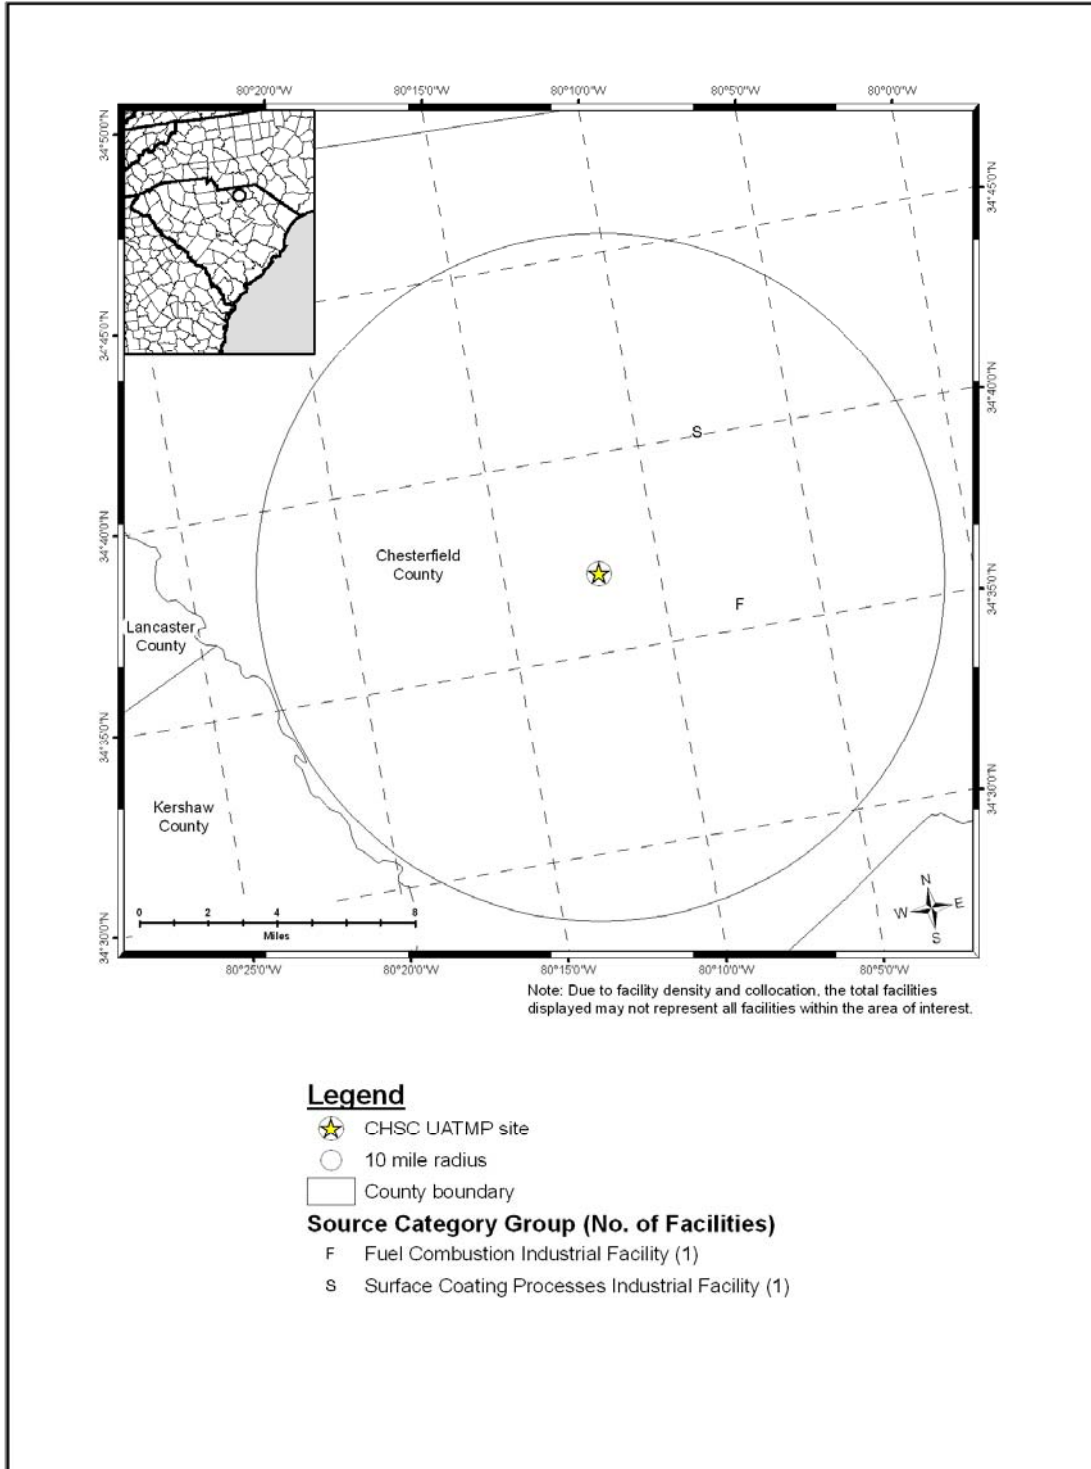 80°20'0"W 80°15'0"W 80°10'0"W 80°5'0"W 80°0'0"W
34°50'0"N
34°45'0"N
34°45'0"N
34°40'0"N
S
34°40'0"N
Chesterfield
County
34°35'0"N
F
Lancaster
County
34°35'0"N
Kershaw
County
34°30'0"N
N
W E
S
0 2 4 8
Miles
34°30'0"N
80°25'0"W 80°20'0"W 80°15'0"W 80°10'0"W 80°5'0"W
Note: Due to facility density and collocation, the total facilities
displayed may not represent all facilities within the area of interest.
Legend
CHSC UATMP site
10 mile radius
County boundary
Source Category Group (No. of Facilities)
F Fuel Combustion Industrial Facility (1)
S Surface Coating Processes Industrial Facility (1)